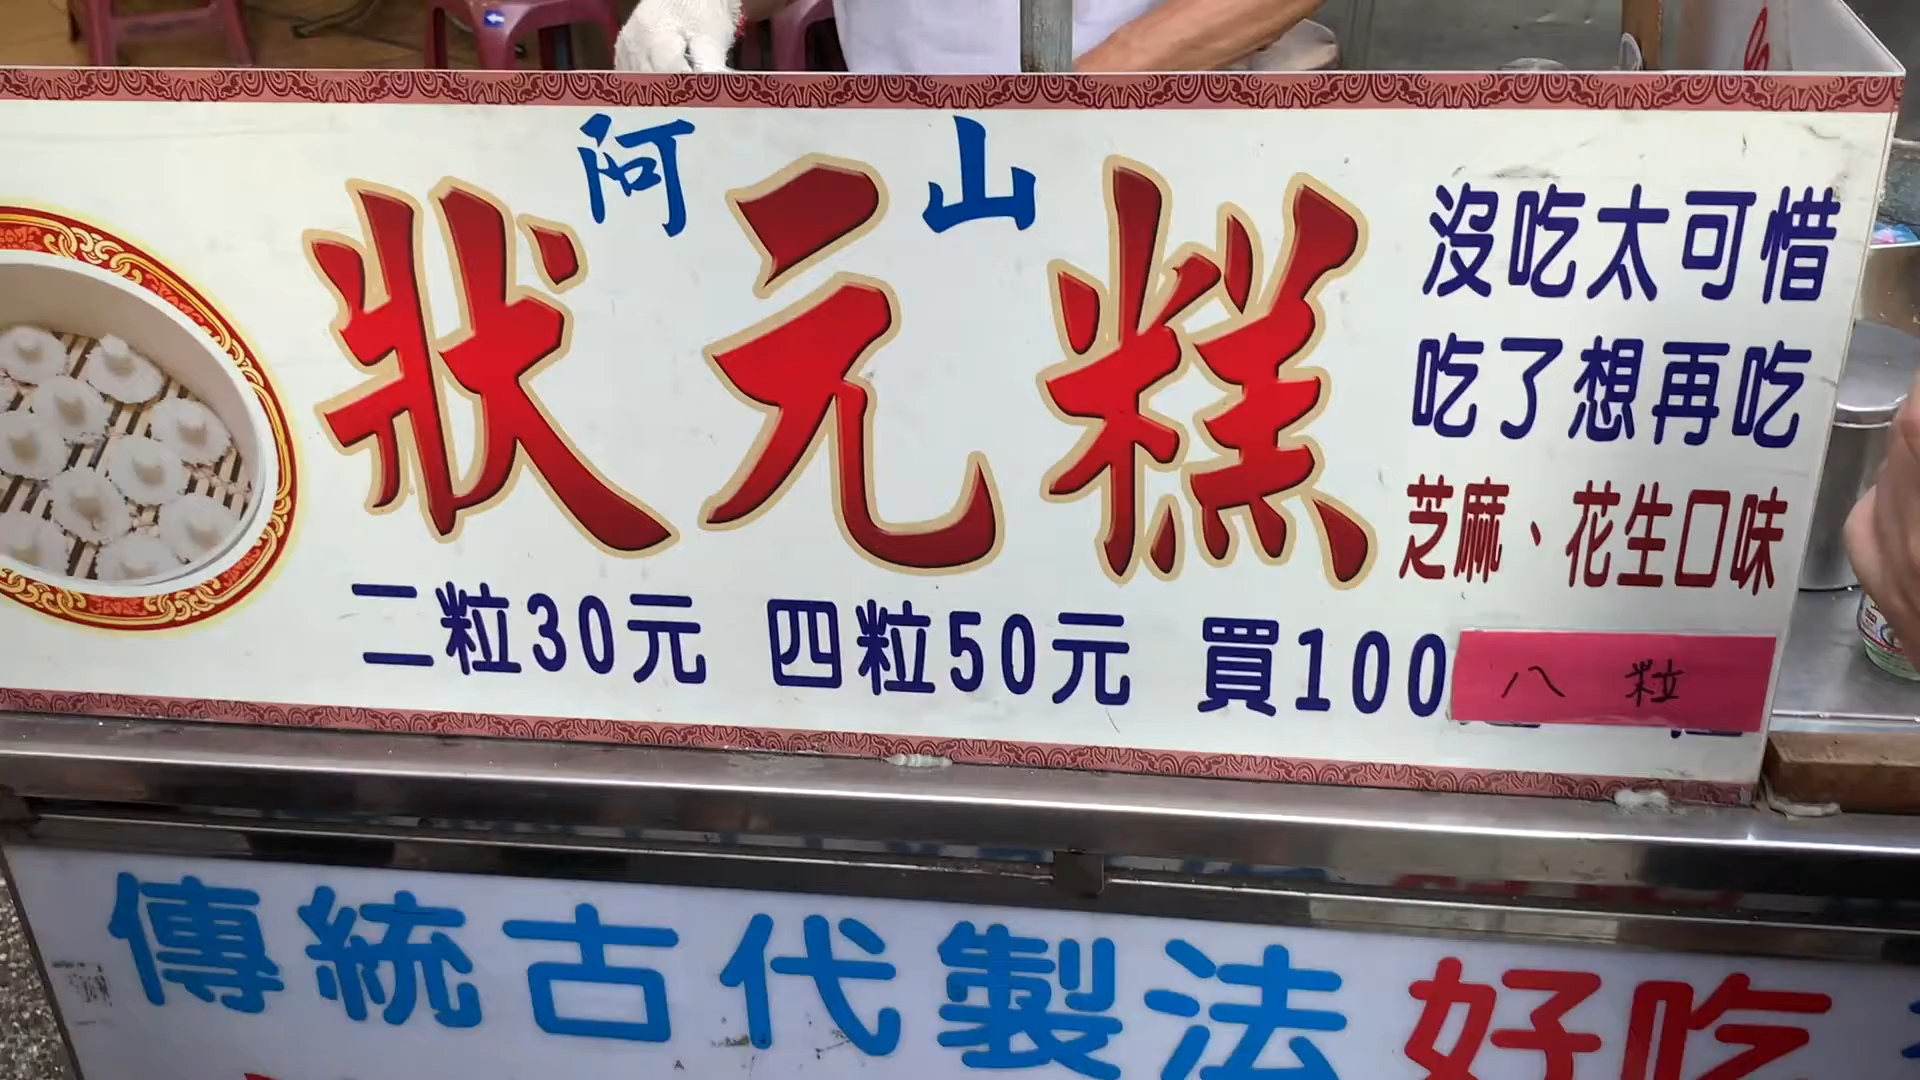 阿山
狀元糕
沒吃太可惜
吃了想再吃
芝麻、花生口味
二粒30元 四粒50元 買100 八粒
傳統古代製法 好吃